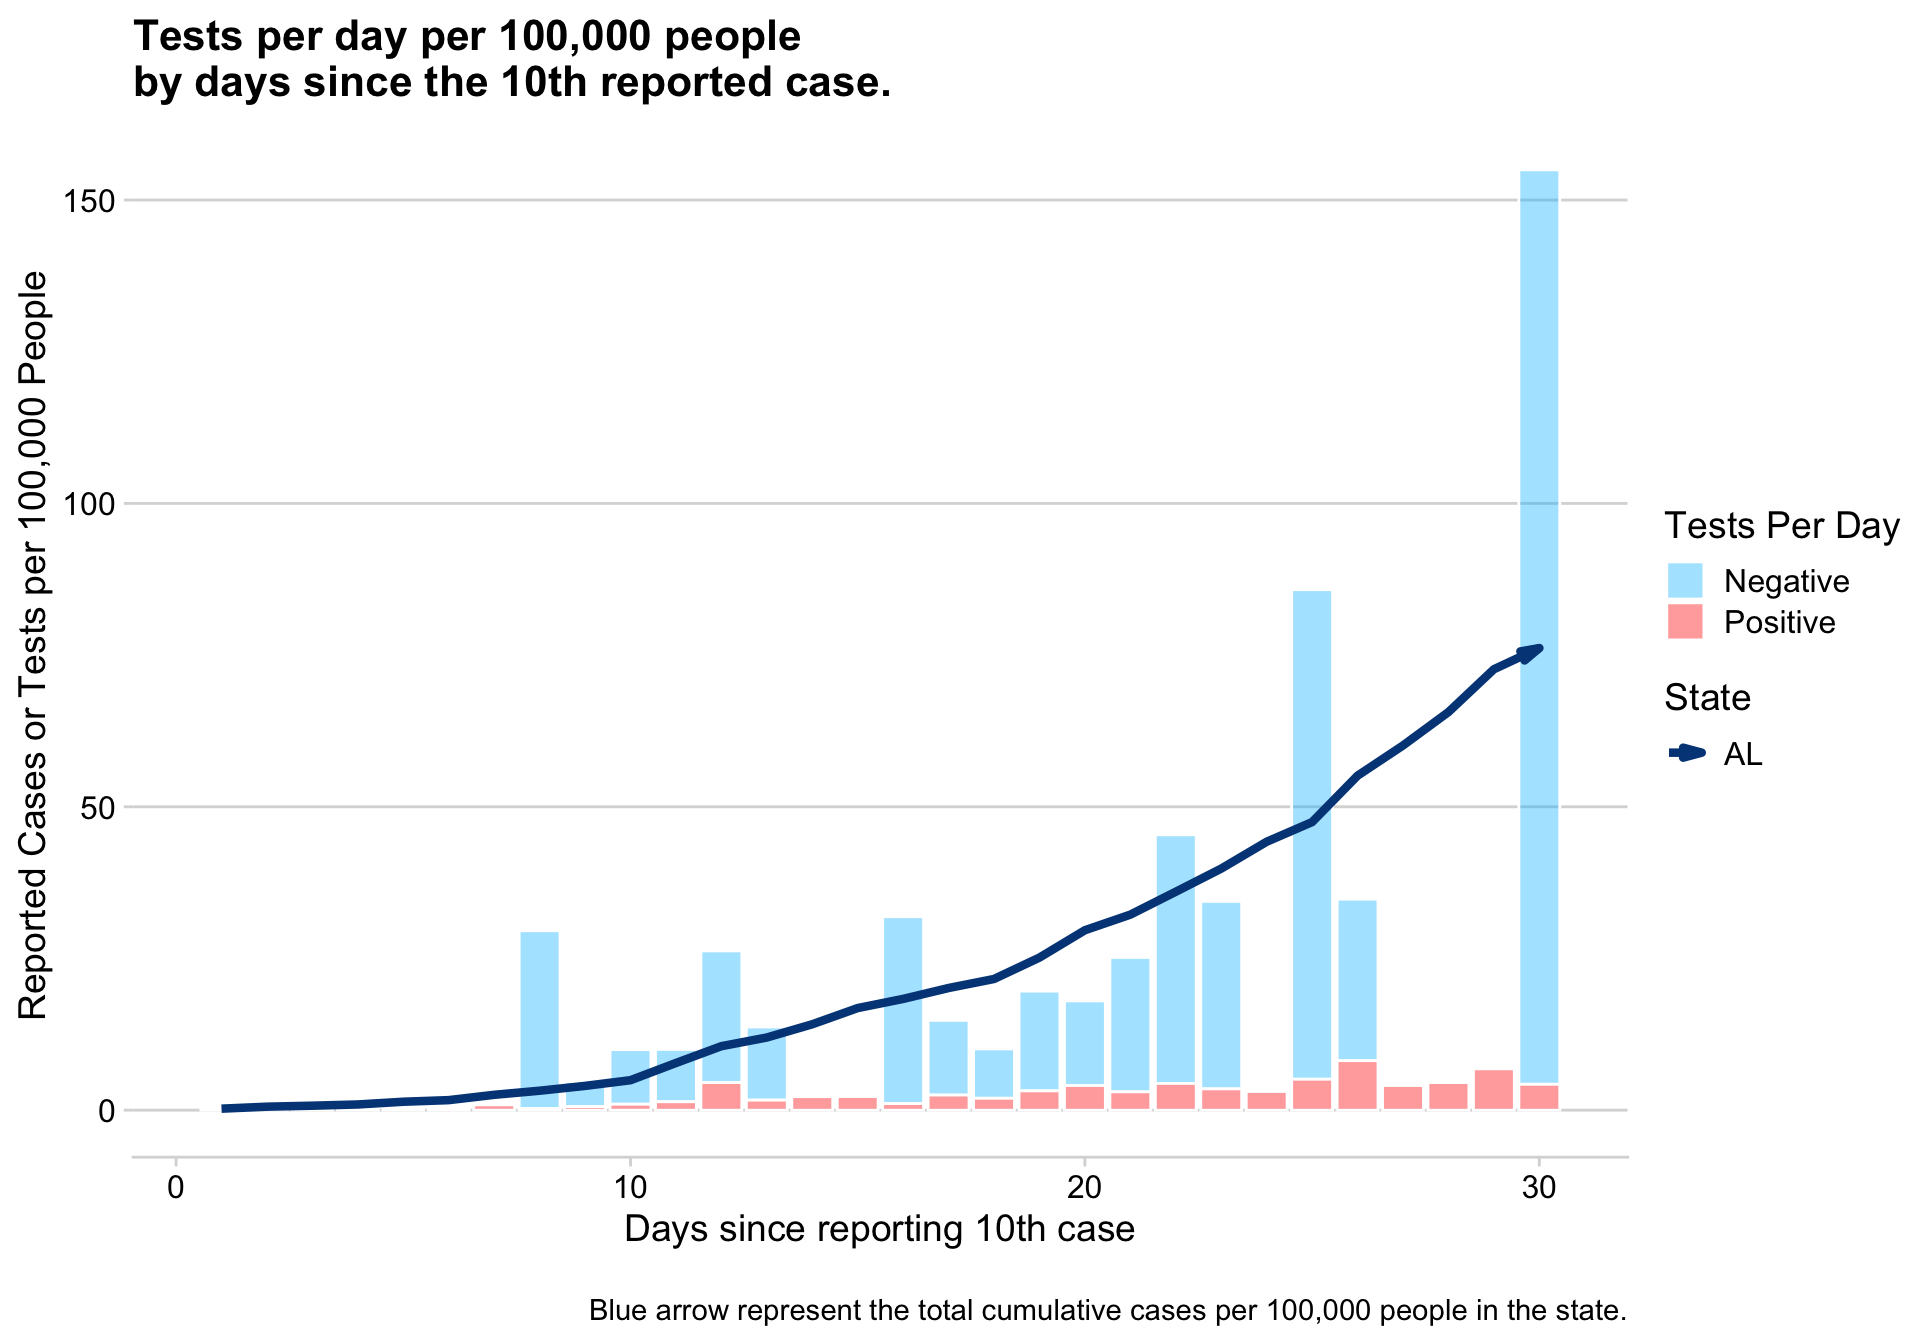 Tests per day per 100,000 people
by days since the 10th reported case.
Reported Cases or Tests per 100,000 People
150
100
50
0
0
10
20
30
Days since reporting 10th case
Tests Per Day
Negative
Positive
State
AL
Blue arrow represent the total cumulative cases per 100,000 people in the state.